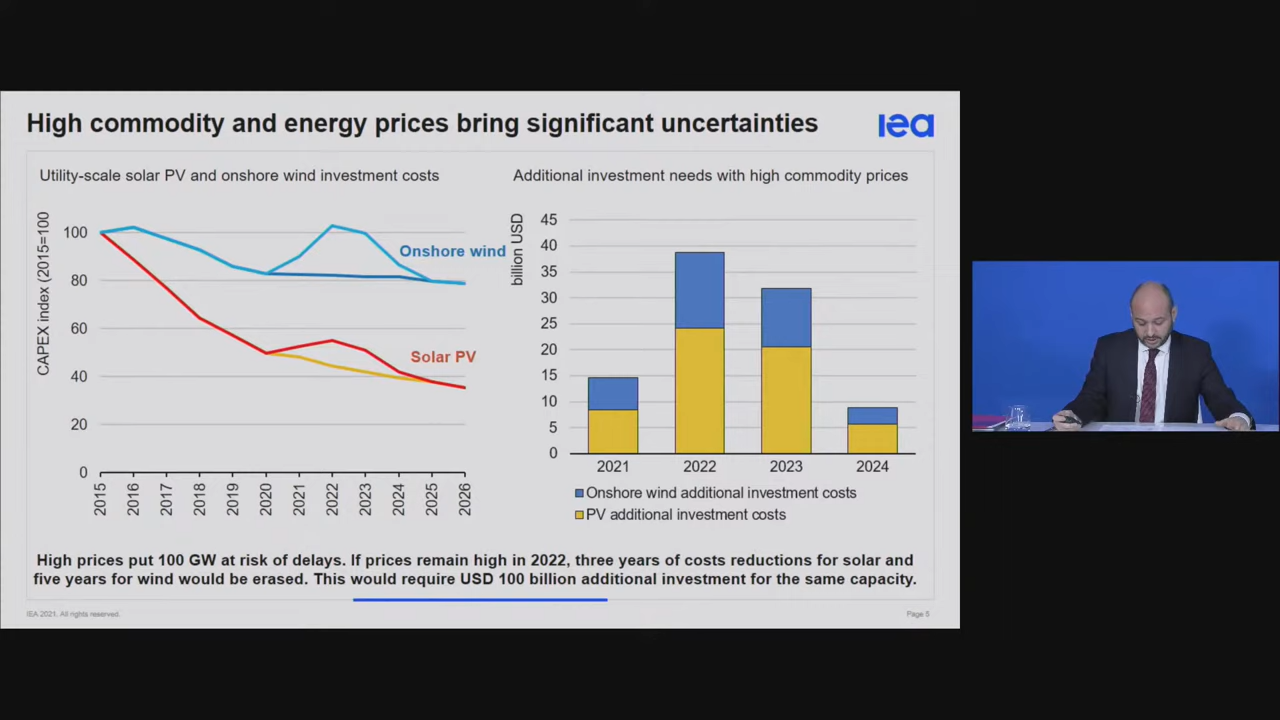 High commodity and energy prices bring significant uncertainties
iea
Utility-scale solar PV and onshore wind investment costs
CAPEX index (2015=100
100
80
60
40
20
0
Onshore wind
Solar PV
2015
2016
2017
2018
2019
2020
2021
2022
2023
2024
2025
2026
Additional investment needs with high commodity prices
billion USD
45
40
35
30
25
20
15
10
5
0
2021
2022
2023
2024
Onshore wind additional investment costs
PV additional investment costs
High prices put 100 GW at risk of delays. If prices remain high in 2022, three years of costs reductions for solar and
five years for wind would be erased. This would require USD 100 billion additional investment for the same capacity.
IEA 2021. All rights reserved.
Page 5